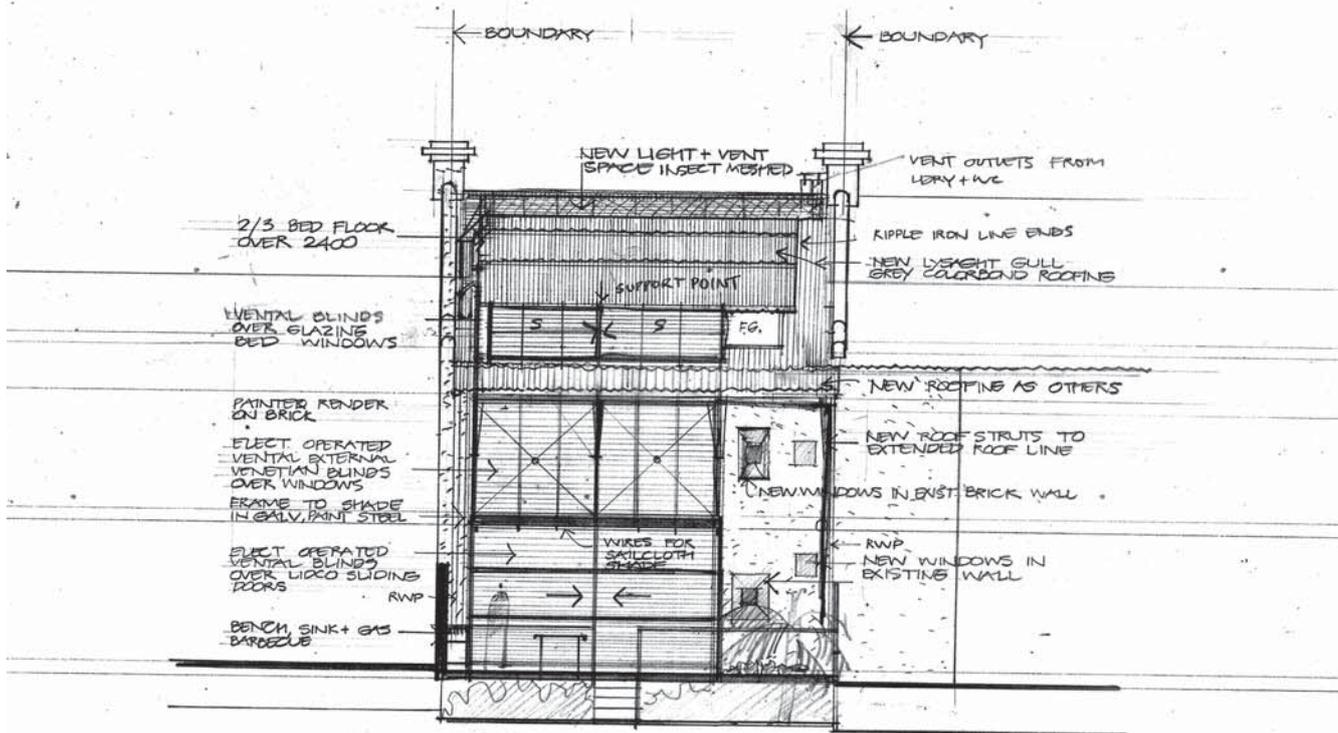 BOUNDARY
BOUNDARY
NEW LIGHT + VENT
SPACE INSECT MESHED
VENT OUTLETS FROM
LDRY + WC
2/3 BED FLOOR
OVER 2400
RIPPLE IRON LINE ENDS
NEW LYSAGHT GULL
GREY COLORBOND ROOFING
SUPPORT POINT
VENTAL BLINDS
OVER GLAZING
BED WINDOWS
S
S
F.G.
NEW ROOFING AS OTHERS
PAINTED RENDER
ON BRICK
NEW ROOF STRUTS TO
EXTENDED ROOF LINE
ELECT. OPERATED
VENTAL EXTERNAL
VENETIAN BLINDS
OVER WINDOWS
NEW WINDOWS IN EXIST. BRICK WALL
FRAME TO SHADE
IN GALV, PAINT STEEL
WIRES FOR
SAILCLOTH
SHADE
RWP
NEW WINDOWS IN
EXISTING WALL
ELECT OPERATED
VENTAL BLINDS
OVER LIDCO SLIDING
DOORS
RWP
BENCH, SINK + GAS
BARBECUE